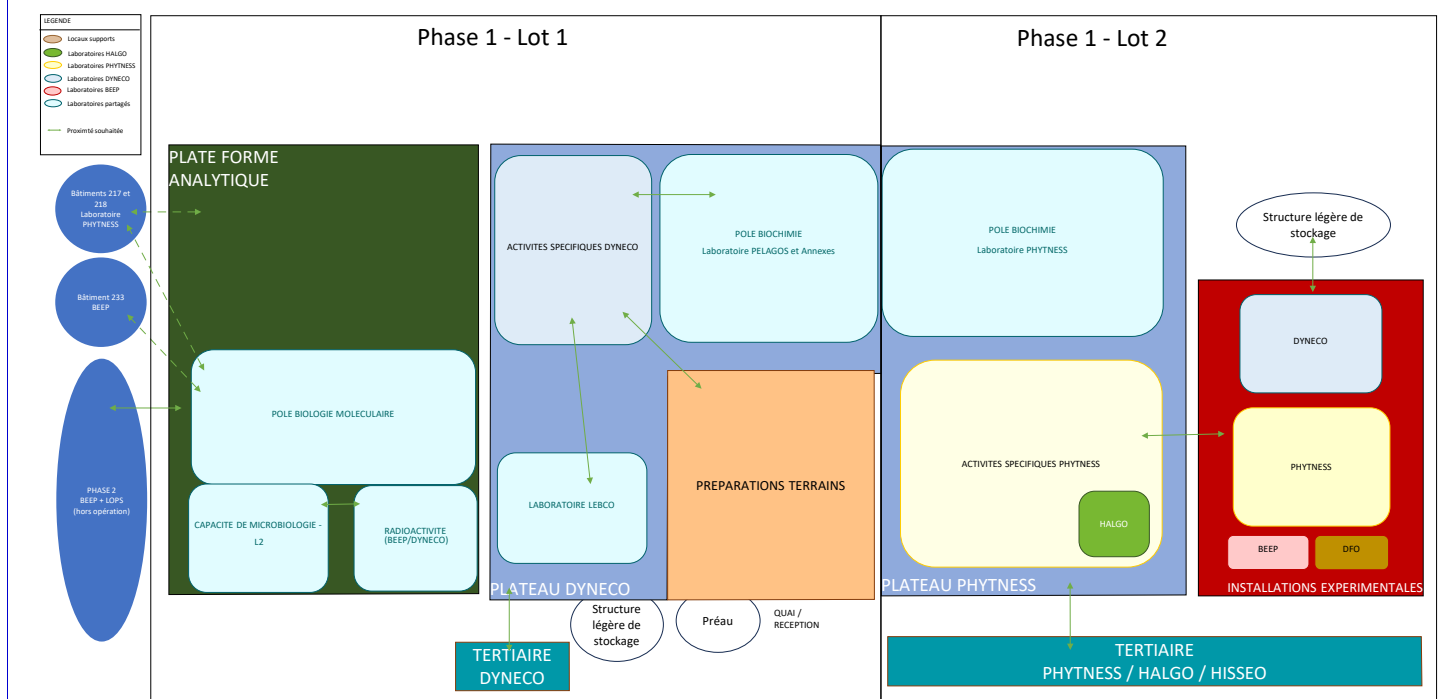 LEGENDE
Locaux supports
Laboratoires HALGO
Laboratoires PHYTNESS
Laboratoires DYNECO
Laboratoires BEEP
Laboratoires partagés
Proximté souhaitée
Phase 1 - Lot 1
Phase 1 - Lot 2
Bâtiments 217 et
218
Laboratoire
PHYTNESS
Bâtiment 233
BEEP
PHASE 2
BEEP + LOPS
(hors opération)
PLATE FORME
ANALYTIQUE
POLE BIOLOGIE MOLECULAIRE
CAPACITE DE MICROBIOLOGIE -
L2
RADIOACTIVITE
(BEEP/DYNECO)
ACTIVITES SPECIFIQUES DYNECO
POLE BIOCHIMIE
Laboratoire PELAGOS et Annexes
LABORATOIRE LEBCO
PREPARATIONS TERRAINS
PLATEAU DYNECO
Structure
légère de
stockage
Préau
QUAI /
RECEPTION
TERTIAIRE
DYNECO
POLE BIOCHIMIE
Laboratoire PHYTNESS
ACTIVITES SPECIFIQUES PHYTNESS
HALGO
PLATEAU PHYTNESS
Structure légère de
stockage
DYNECO
PHYTNESS
BEEP
DFO
INSTALLATIONS EXPERIMENTALES
TERTIAIRE
PHYTNESS / HALGO / HISSEO